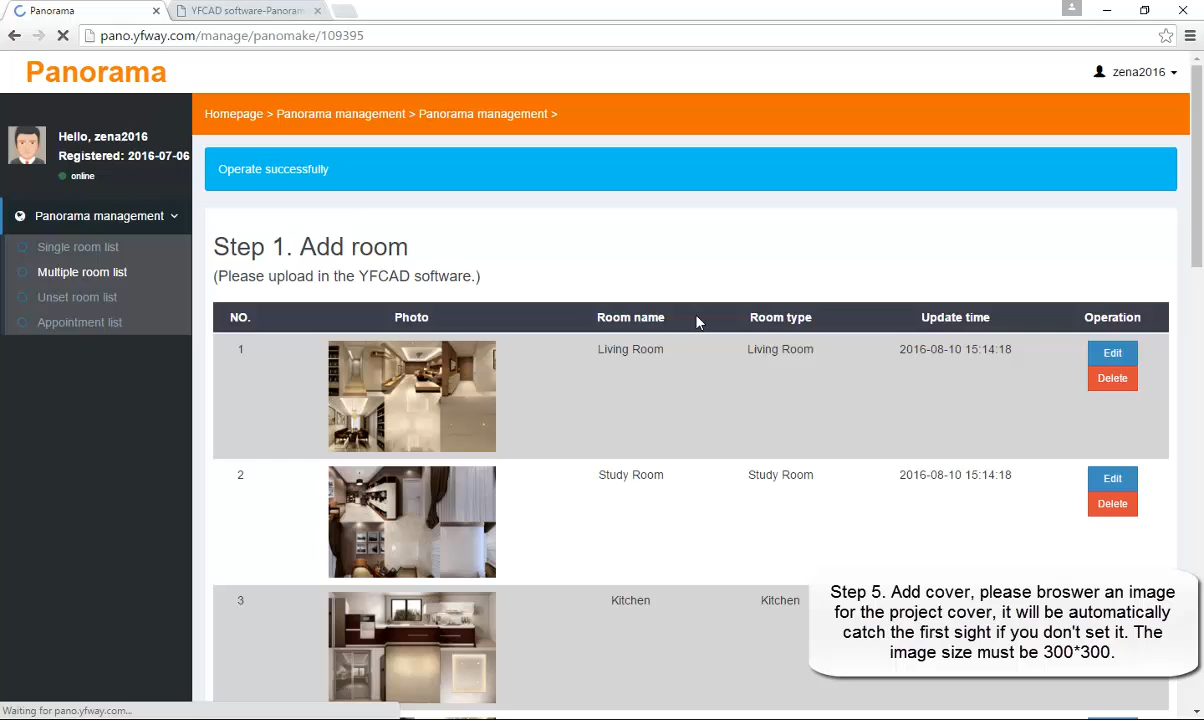 Panorama
YFCAD software-Panoram
pano.yfway.com/manage/panomake/109395
Panorama
zena2016
Homepage > Panorama management > Panorama management >
Hello, zena2016
Registered: 2016-07-06
online
Operate successfully
Panorama management
Single room list
Multiple room list
Unset room list
Appointment list
Step 1. Add room
(Please upload in the YFCAD software.)
NO. Photo Room name Room type Update time Operation
1 Living Room Living Room 2016-08-10 15:14:18 Edit
Delete
2 Study Room Study Room 2016-08-10 15:14:18 Edit
Delete
3 Kitchen Kitchen
Step 5. Add cover, please broswer an image
for the project cover, it will be automatically
catch the first sight if you don't set it. The
image size must be 300*300.
Waiting for pano.yfway.com...